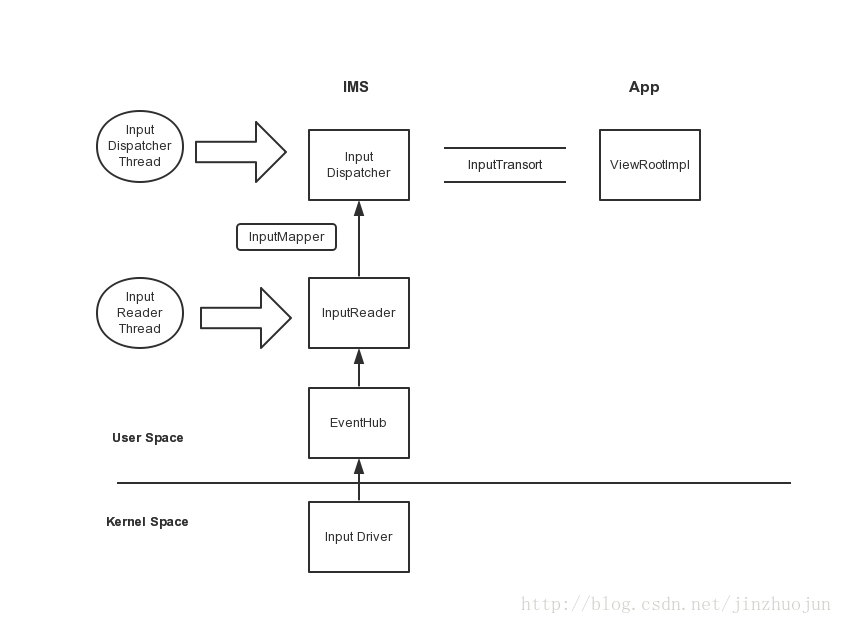 IMS
App
Input
Dispatcher
Thread
Input
Dispatcher
InputTransort
ViewRootImpl
InputMapper
Input
Reader
Thread
InputReader
EventHub
User Space
Kernel Space
Input Driver
http://blog.csdn.net/jinzhuojun